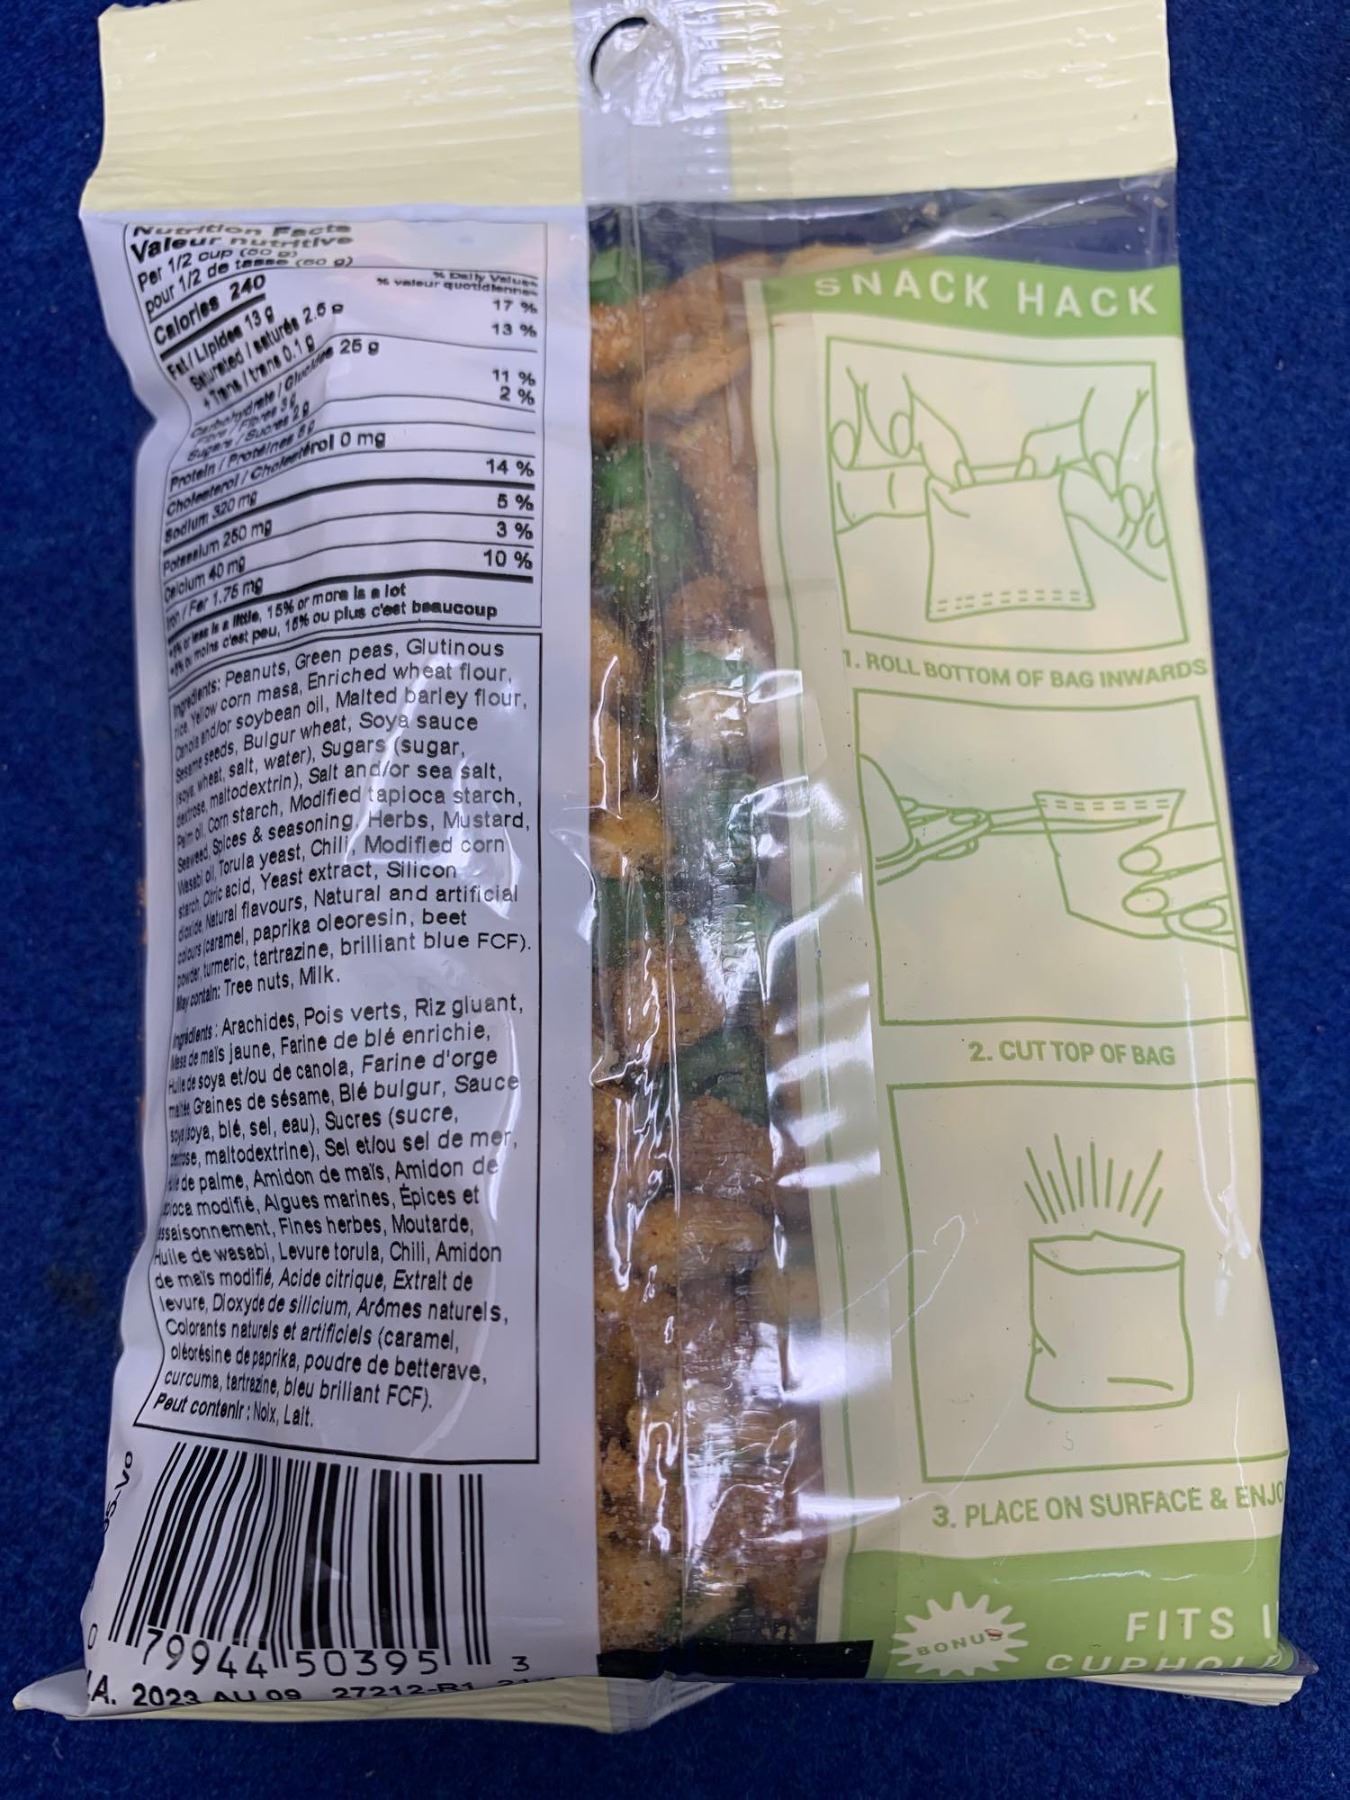 Nutrition Facts
Valeur nutritive
Per 1/2 cup (50 g)
pour 1/2 de tasse (50 g)
Calories 240
% Daily Value*
% valeur quotidienne*
Fat / Lipides 13 g 17 %
Saturated / saturés 2.5 g 13 %
+ Trans / trans 0.1 g
Carbohydrate / Glucides 25 g
Fibre / Fibres 3 g 11 %
Sugars / Sucres 2 g 2 %
Protein / Protéines 8 g
Cholesterol / Cholestérol 0 mg
Sodium 320 mg 14 %
Potassium 250 mg 5 %
Calcium 40 mg 3 %
Iron / Fer 1.75 mg 10 %
*5% or less is a little, 15% or more is a lot
*5% ou moins c'est peu, 15% ou plus c'est beaucoup
Ingredients: Peanuts, Green peas, Glutinous
rice, Yellow corn masa, Enriched wheat flour,
Canola and/or soybean oil, Malted barley flour,
Sesame seeds, Bulgur wheat, Soya sauce
(soya, wheat, salt, water), Sugars (sugar,
dextrose, maltodextrin), Salt and/or sea salt,
Palm oil, Corn starch, Modified tapioca starch,
Seaweed, Spices & seasoning, Herbs, Mustard,
Wasabi oil, Torula yeast, Chili, Modified corn
starch, Citric acid, Yeast extract, Silicon
dioxide, Natural flavours, Natural and artificial
colours (caramel, paprika oleoresin, beet
powder, turmeric, tartrazine, brilliant blue FCF).
May contain: Tree nuts, Milk.
Ingrédients : Arachides, Pois verts, Riz gluant,
Masa de maïs jaune, Farine de blé enrichie,
Huile de soya et/ou de canola, Farine d'orge
maltée, Graines de sésame, Blé bulgur, Sauce
soya (soya, blé, sel, eau), Sucres (sucre,
dextrose, maltodextrine), Sel et/ou sel de mer,
de palme, Amidon de maïs, Amidon de
modifié, Algues marines, Épices et
assaisonnement, Fines herbes, Moutarde,
Huile de wasabi, Levure torula, Chili, Amidon
de maïs modifié, Acide citrique, Extrait de
levure, Dioxyde de silicium, Arômes naturels,
Colorants naturels et artificiels (caramel,
oléorésine de paprika, poudre de betterave,
curcuma, tartrazine, bleu brillant FCF).
Peut contenir : Noix, Lait.
0 79944 50395 3
2023 AU 09 27212-R1
SNACK HACK
1. ROLL BOTTOM OF BAG INWARDS
2. CUT TOP OF BAG
3. PLACE ON SURFACE & ENJO
BONUS
FITS I
CUPHOLD